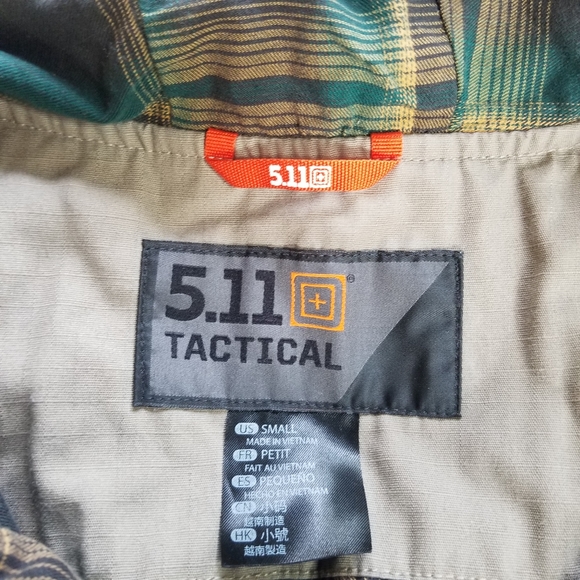 5.11
5.11®
TACTICAL
US SMALL
MADE IN VIETNAM
FR PETIT
FAIT AU VIETNAM
ES PEQUEÑO
HECHO EN VIETNAM
CN 小码
越南制造
HK 小號
越南製造